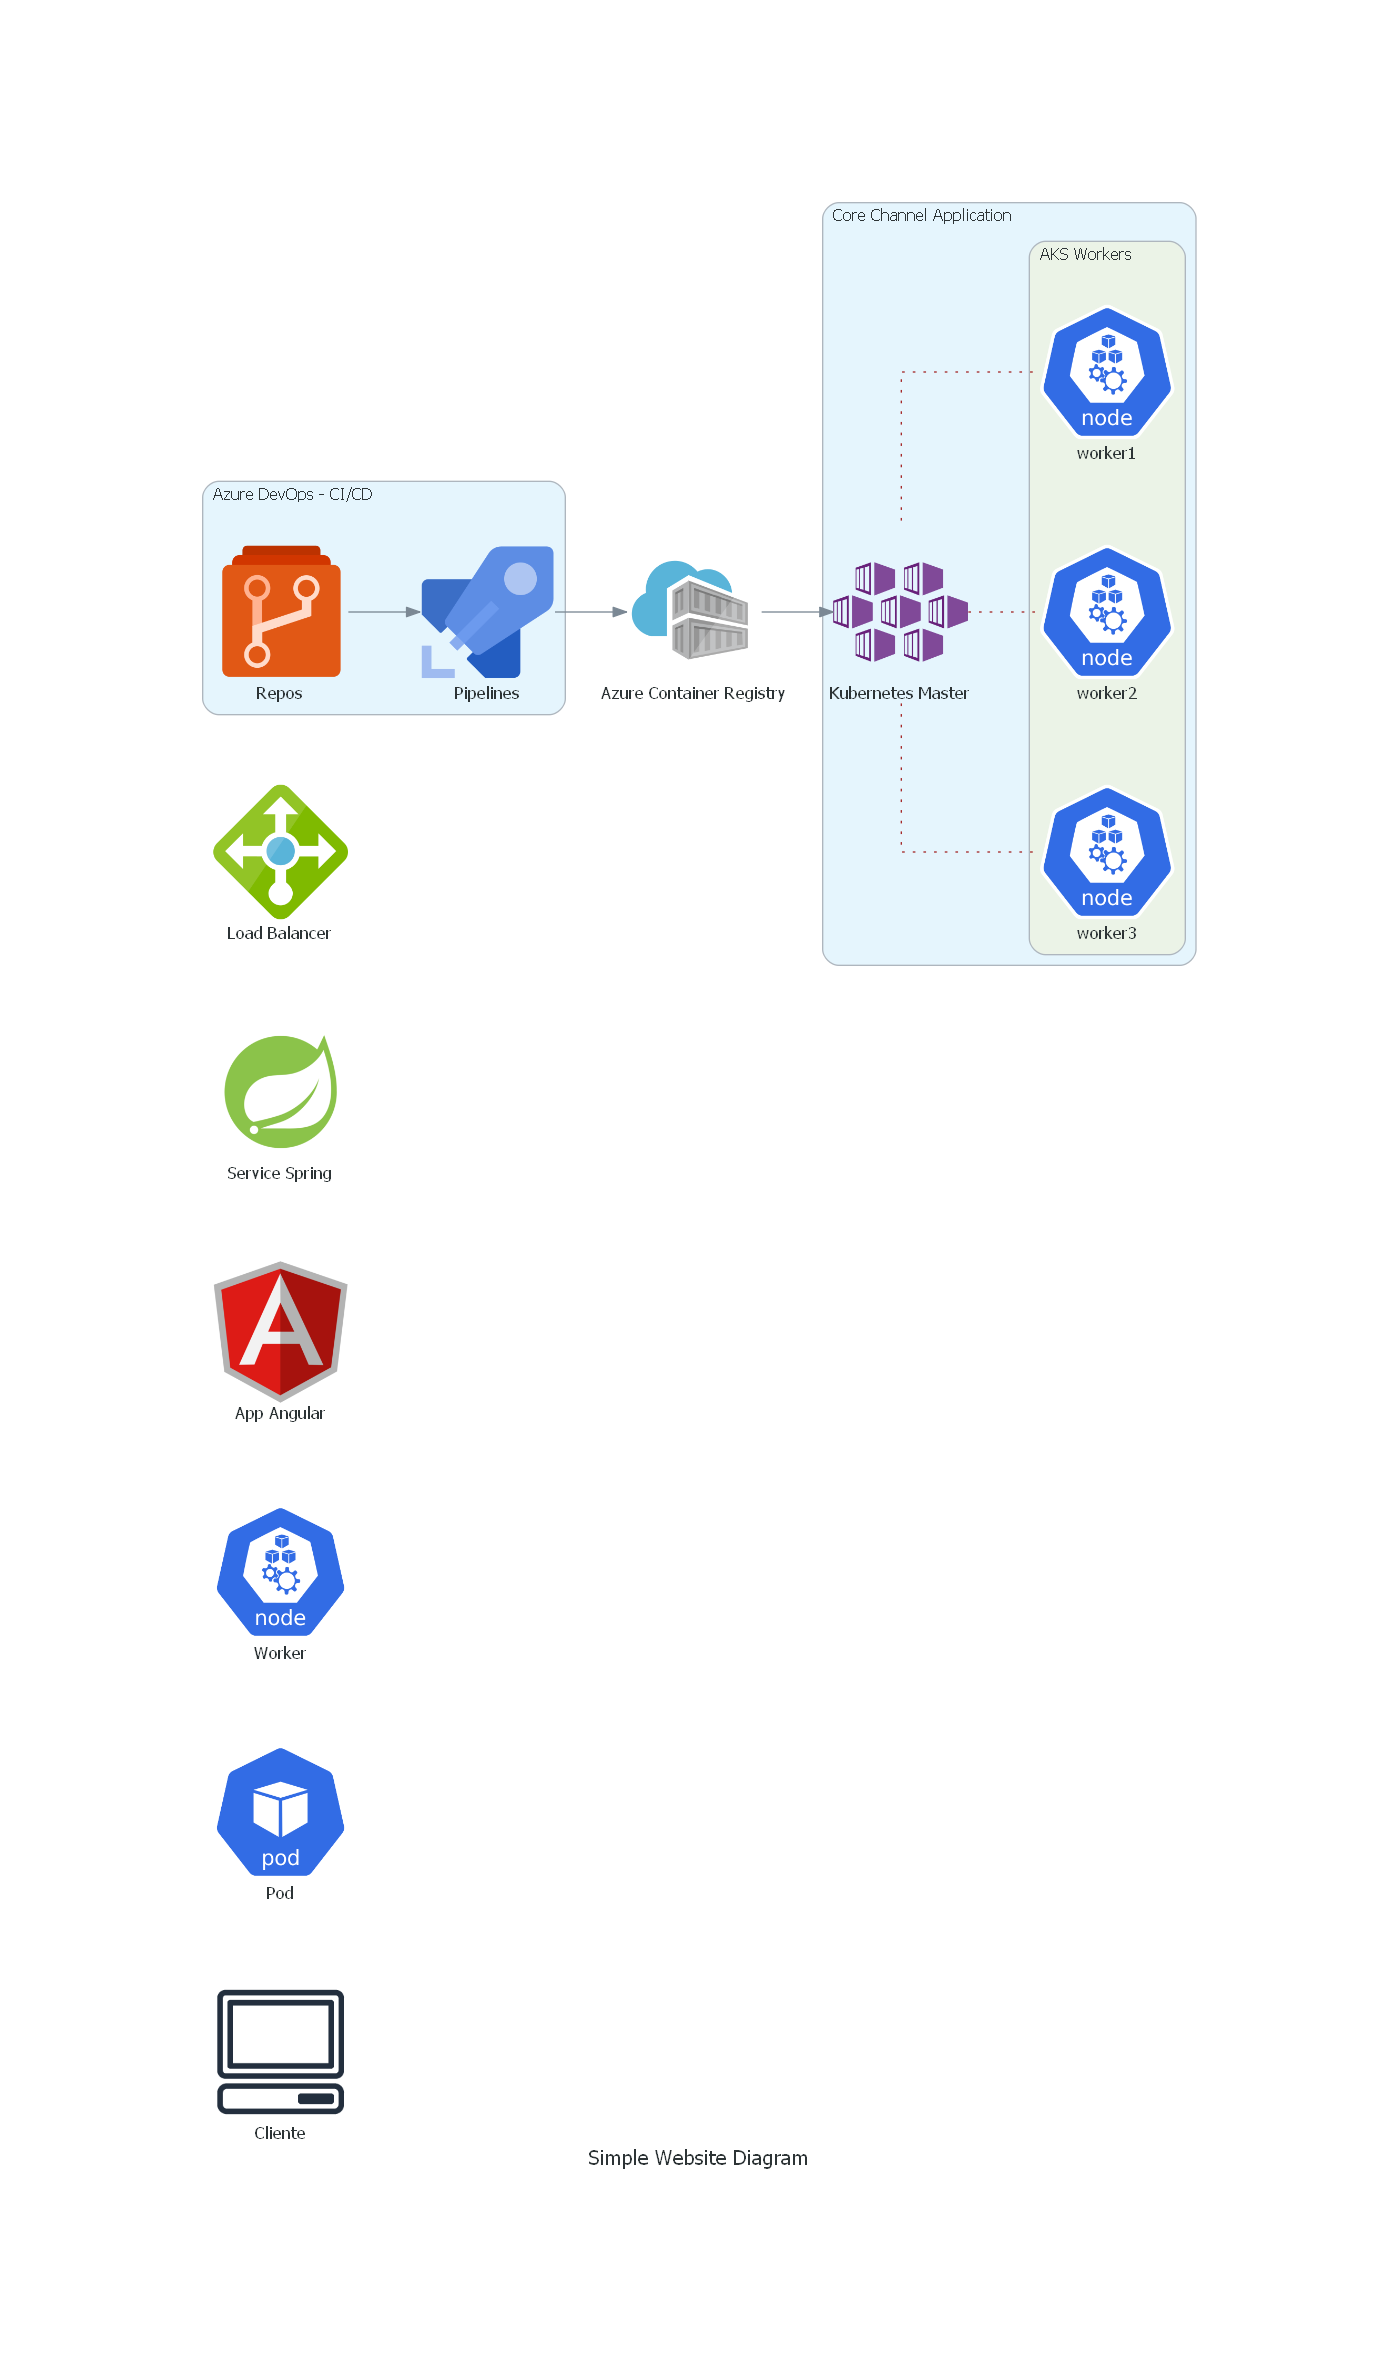 Core Channel Application
AKS Workers
node
worker1
Azure DevOps - CI/CD
Repos
Pipelines
Azure Container Registry
Kubernetes Master
node
worker2
Load Balancer
node
worker3
Service Spring
App Angular
node
Worker
pod
Pod
Cliente
Simple Website Diagram